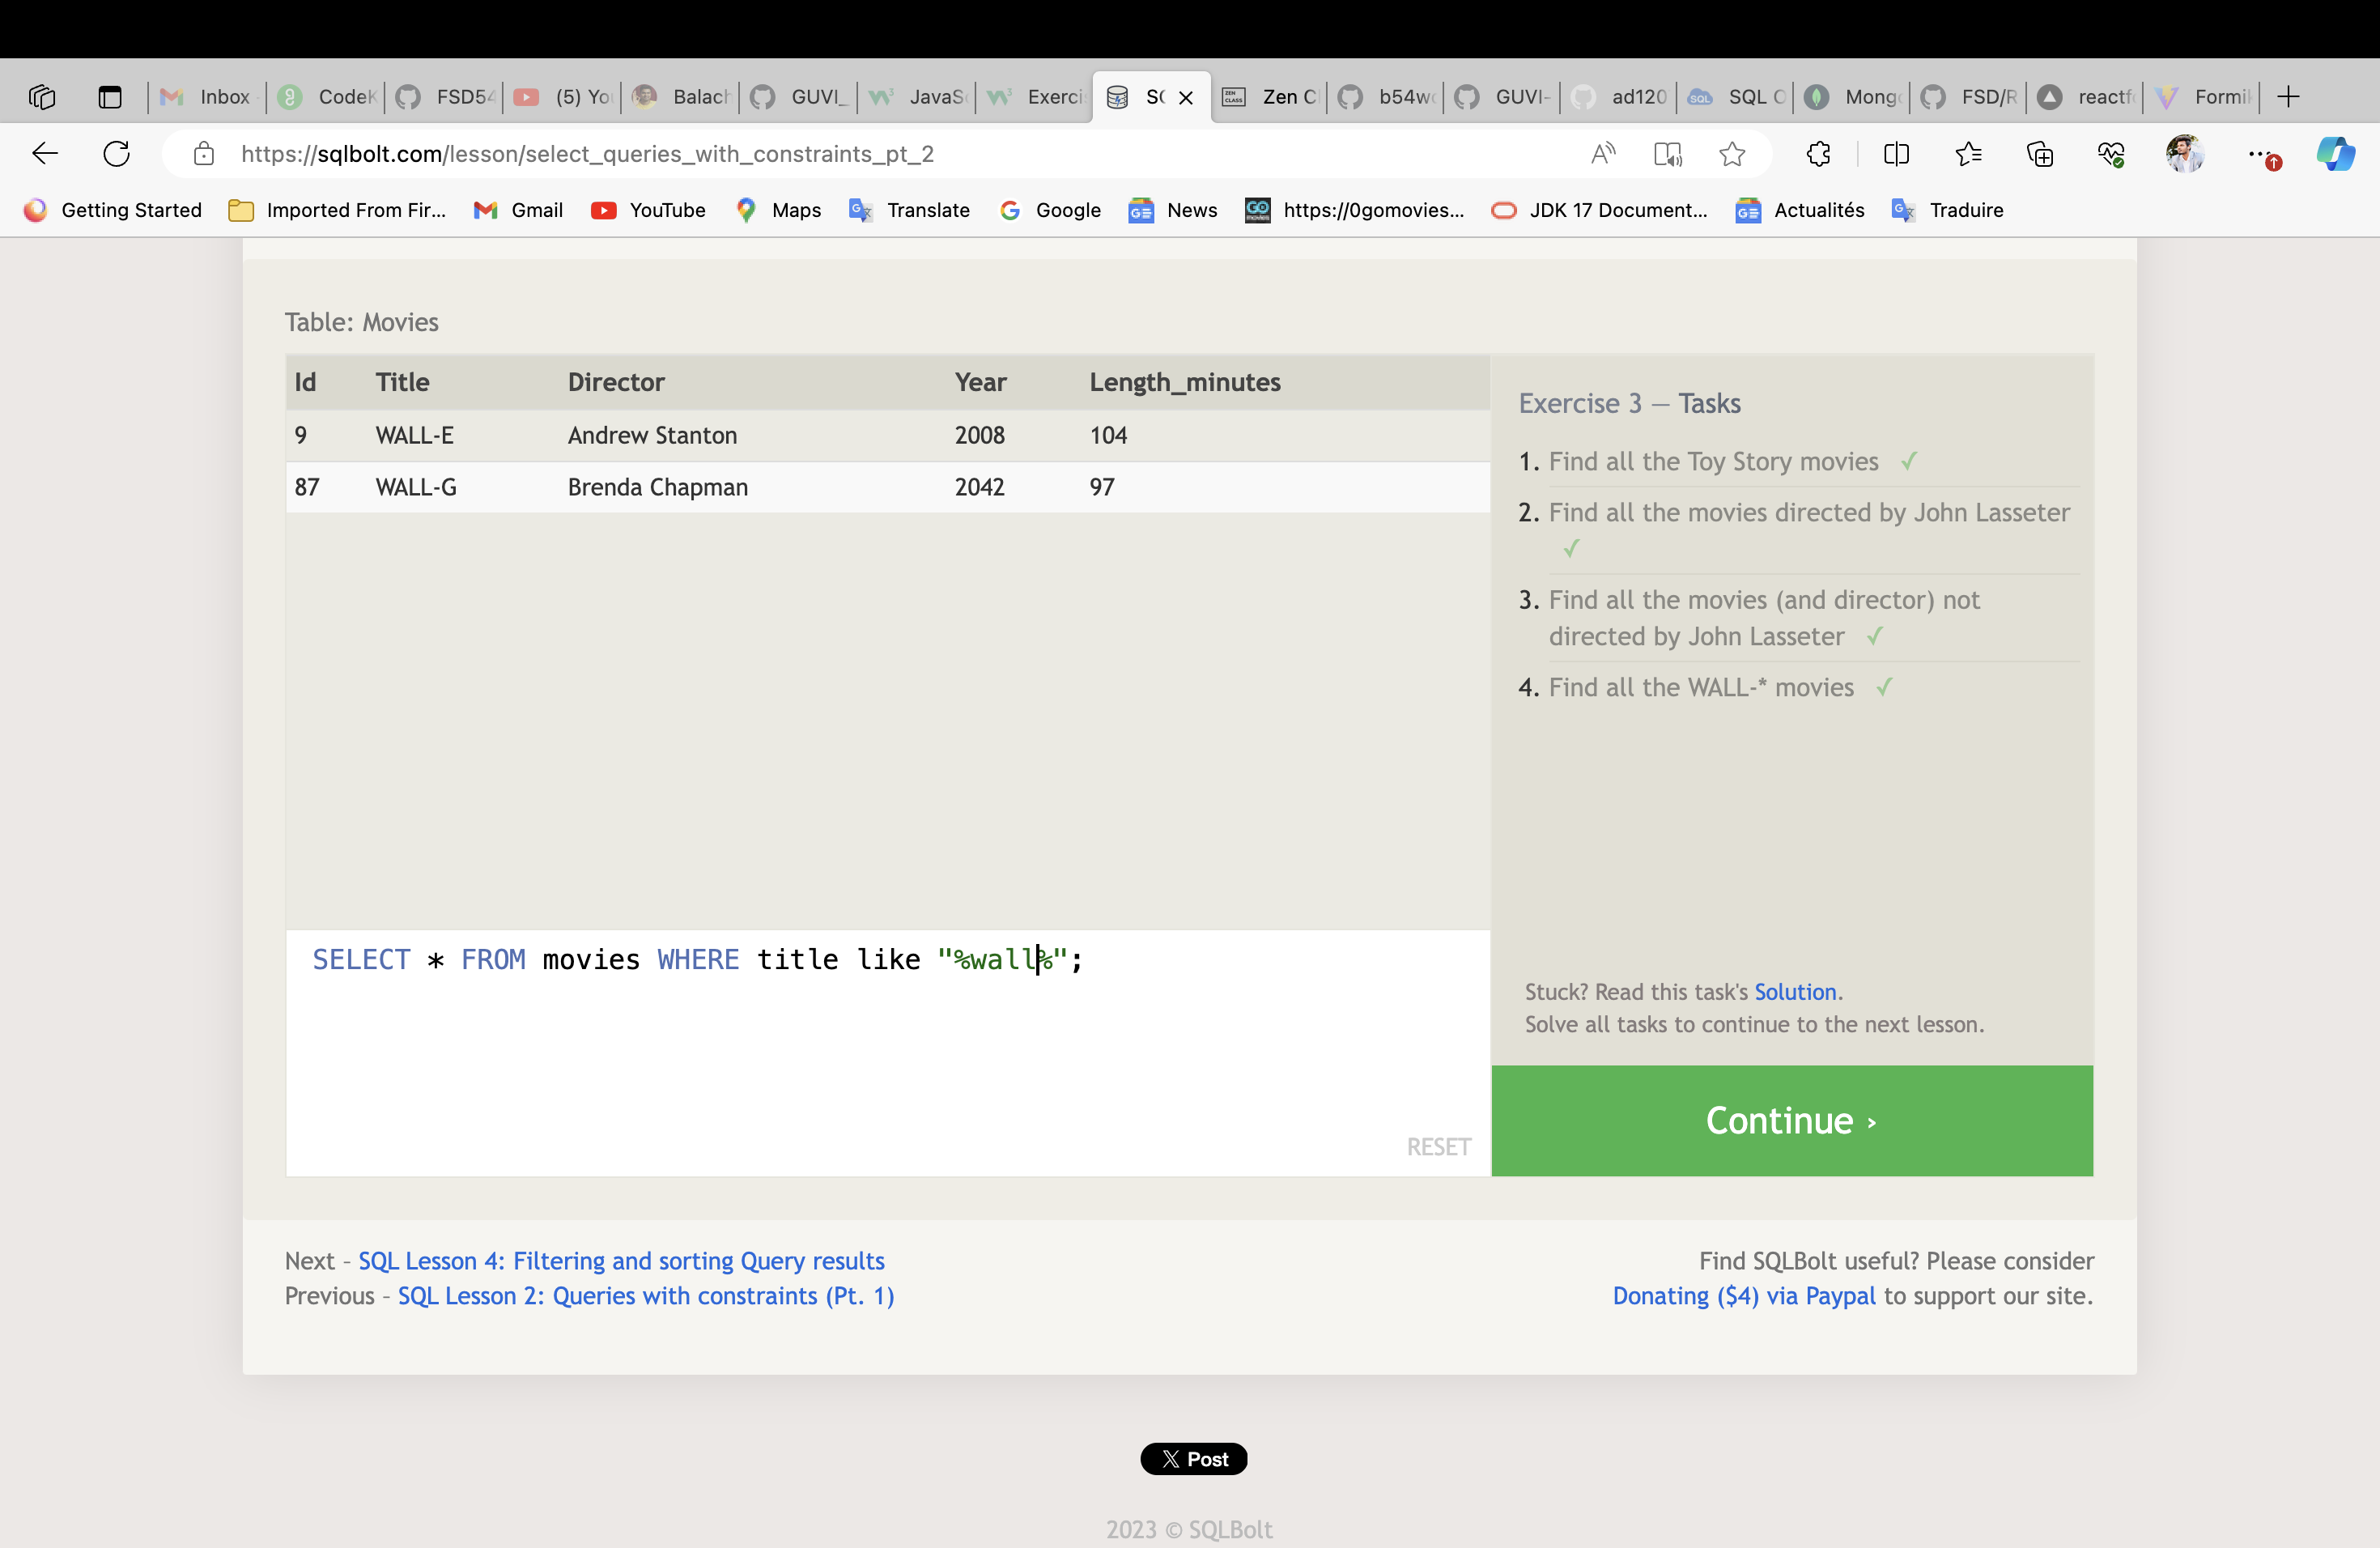 Inbox CodeK FSD54 (5) You Balach GUVI_ JavaSc Exerci SC Zen Cl b54wc GUVI- ad120 SQL O Mongo FSD/R reactfo Formik
https://sqlbolt.com/lesson/select_queries_with_constraints_pt_2
Getting Started Imported From Fir... Gmail YouTube Maps Translate Google News https://0gomovies... JDK 17 Document... Actualités Traduire
Table: Movies
Id Title Director Year Length_minutes
9 WALL-E Andrew Stanton 2008 104
87 WALL-G Brenda Chapman 2042 97
SELECT * FROM movies WHERE title like "%wall%";
RESET
Exercise 3 — Tasks
1. Find all the Toy Story movies ✓
2. Find all the movies directed by John Lasseter
✓
3. Find all the movies (and director) not
directed by John Lasseter ✓
4. Find all the WALL-* movies ✓
Stuck? Read this task's Solution.
Solve all tasks to continue to the next lesson.
Continue ›
Next – SQL Lesson 4: Filtering and sorting Query results
Previous – SQL Lesson 2: Queries with constraints (Pt. 1)
Find SQLBolt useful? Please consider
Donating ($4) via Paypal to support our site.
X Post
2023 © SQLBolt